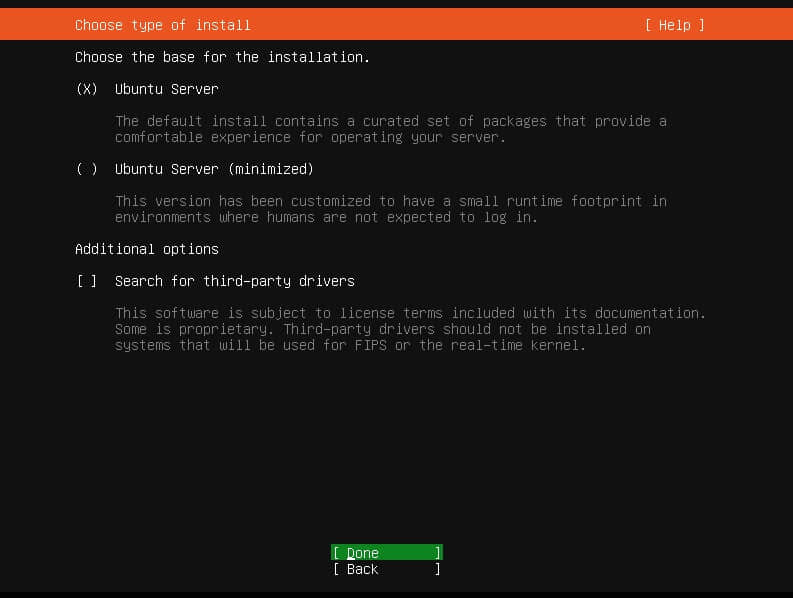 Choose type of install [ Help ]
Choose the base for the installation.
(X) Ubuntu Server
The default install contains a curated set of packages that provide a
comfortable experience for operating your server.
( ) Ubuntu Server (minimized)
This version has been customized to have a small runtime footprint in
environments where humans are not expected to log in.
Additional options
[ ] Search for third-party drivers
This software is subject to license terms included with its documentation.
Some is proprietary. Third-party drivers should not be installed on
systems that will be used for FIPS or the real-time kernel.
[ Done ]
[ Back ]